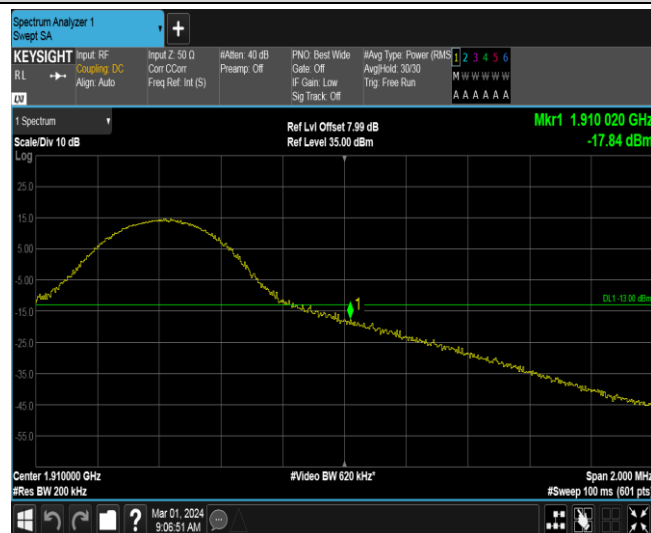 Spectrum Analyzer 1
Swept SA
+
KEYSIGHT
RL
LXI
Input: RF
Coupling: DC
Align: Auto
Input Z: 50 Ω
Corr CCorr
Freq Ref: Int (S)
#Atten: 40 dB
Preamp: Off
PNO: Best Wide
Gate: Off
IF Gain: Low
Sig Track: Off
#Avg Type: Power (RMS
Avg|Hold: 30/30
Trig: Free Run
1 2 3 4 5 6
M W W W W W
A A A A A A
1 Spectrum
Scale/Div 10 dB
Ref Lvl Offset 7.99 dB
Ref Level 35.00 dBm
Mkr1 1.910 020 GHz
-17.84 dBm
Log
25.0
15.0
5.00
-5.00
-15.0
-25.0
-35.0
-45.0
-55.0
1
DL1 -13.00 dBm
Center 1.910000 GHz
#Video BW 620 kHz*
Span 2.000 MHz
#Res BW 200 kHz
#Sweep 100 ms (601 pts)
?
Mar 01, 2024
9:06:51 AM